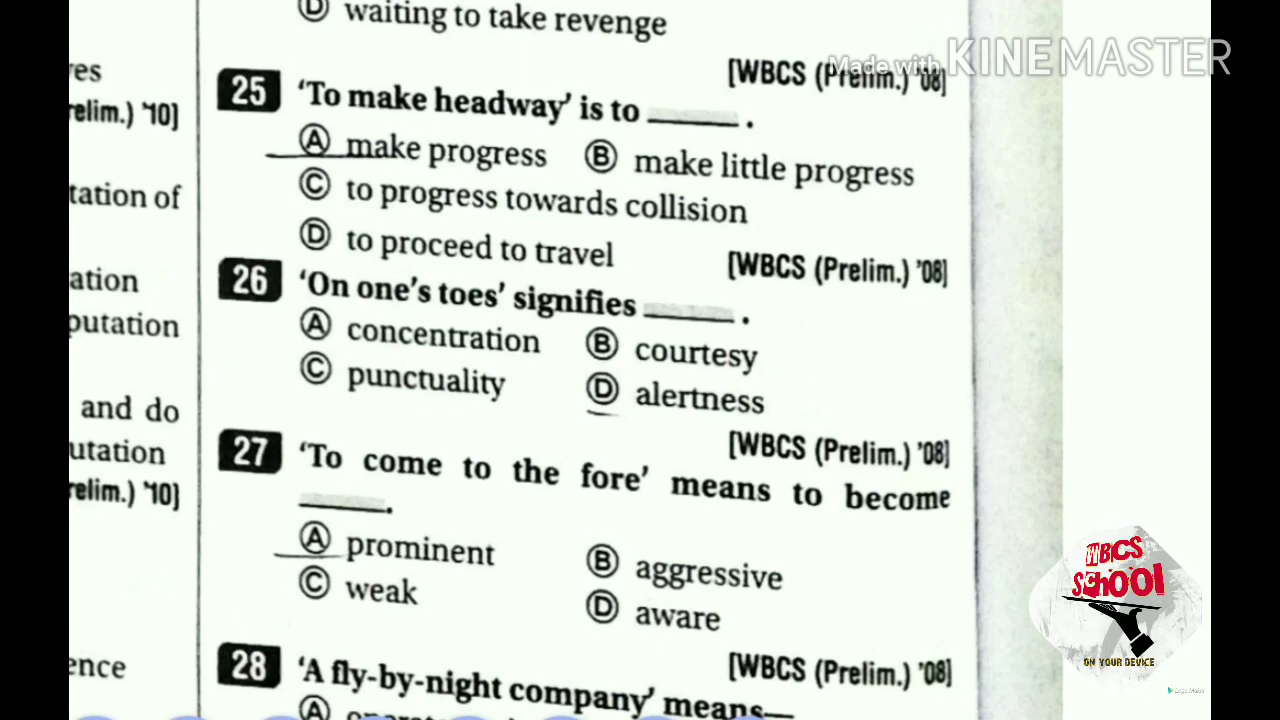 Ⓓ waiting to take revenge
[WBCS (Prelim.) '08]
Made with KINEMASTER
25 'To make headway' is to ______ .
Ⓐ make progress Ⓑ make little progress
Ⓒ to progress towards collision
Ⓓ to proceed to travel
[WBCS (Prelim.) '08]
26 'On one's toes' signifies ______ .
Ⓐ concentration Ⓑ courtesy
Ⓒ punctuality Ⓓ alertness
[WBCS (Prelim.) '08]
27 'To come to the fore' means to become
______.
Ⓐ prominent Ⓑ aggressive
Ⓒ weak Ⓓ aware
[WBCS (Prelim.) '08]
28 'A fly-by-night company' means—
Ⓐ
relim.) '10]
tation of
ation
putation
and do
utation
relim.) '10]
ence
WBCS
SCHOOL
ON YOUR DEVICE
Logo Maker